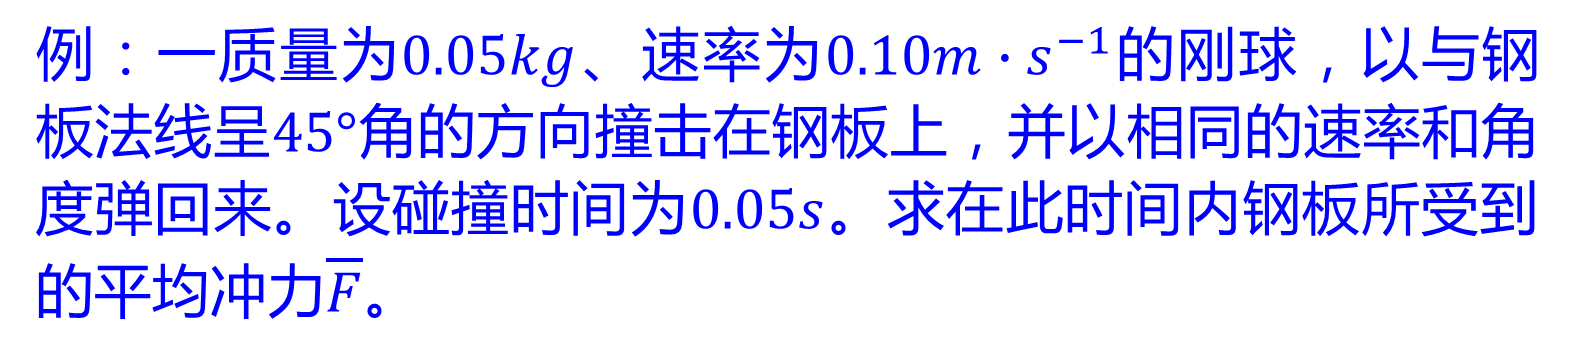 例：一质量为0.05kg、速率为0.10m·s⁻¹的刚球，以与钢
板法线呈45°角的方向撞击在钢板上，并以相同的速率和角
度弹回来。设碰撞时间为0.05s。求在此时间内钢板所受到
的平均冲力F̅。